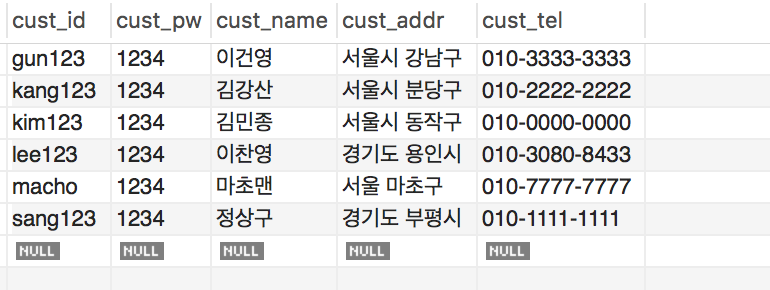 cust_id cust_pw cust_name cust_addr cust_tel
gun123 1234 이건영 서울시 강남구 010-3333-3333
kang123 1234 김강산 서울시 분당구 010-2222-2222
kim123 1234 김민종 서울시 동작구 010-0000-0000
lee123 1234 이찬영 경기도 용인시 010-3080-8433
macho 1234 마초맨 서울 마초구 010-7777-7777
sang123 1234 정상구 경기도 부평시 010-1111-1111
NULL NULL NULL NULL NULL